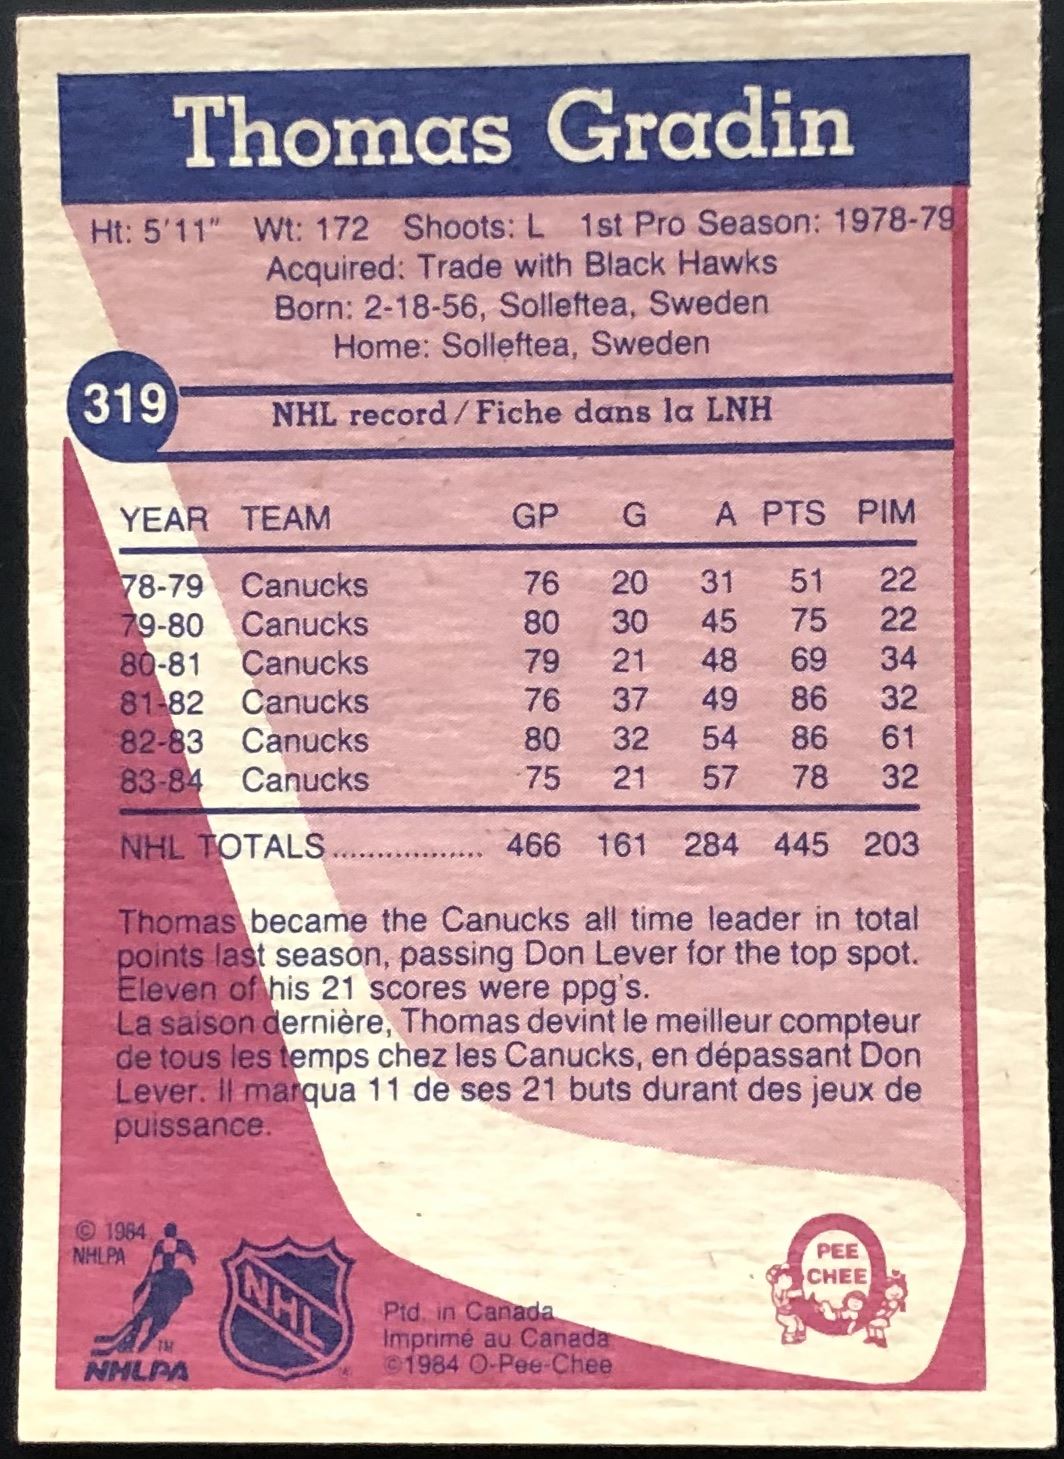 Thomas Gradin
Ht: 5'11" Wt: 172 Shoots: L 1st Pro Season: 1978-79
Acquired: Trade with Black Hawks
Born: 2-18-56, Solleftea, Sweden
Home: Solleftea, Sweden
319
NHL record/Fiche dans la LNH
YEAR TEAM GP G A PTS PIM
78-79 Canucks 76 20 31 51 22
79-80 Canucks 80 30 45 75 22
80-81 Canucks 79 21 48 69 34
81-82 Canucks 76 37 49 86 32
82-83 Canucks 80 32 54 86 61
83-84 Canucks 75 21 57 78 32
NHL TOTALS................. 466 161 284 445 203
Thomas became the Canucks all time leader in total
points last season, passing Don Lever for the top spot.
Eleven of his 21 scores were ppg's.
La saison dernière, Thomas devint le meilleur compteur
de tous les temps chez les Canucks, en dépassant Don
Lever. Il marqua 11 de ses 21 buts durant des jeux de
puissance.
© 1984
NHLPA
TM
NHLPA
NHL
Ptd. in Canada
Imprimé au Canada
©1984 O-Pee-Chee
PEE
CHEE